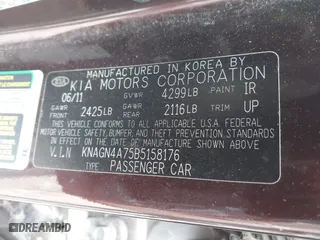 MANUFACTURED IN KOREA BY
KIA KIA MOTORS CORPORATION
06/11 GVWR 4299LB PAINT IR
GAWR FRONT 2425LB GAWR REAR 2116LB TRIM UP
THIS VEHICLE CONFORMS TO ALL APPLICABLE U.S.A FEDERAL
MOTOR VEHICLE SAFETY, BUMPER, AND THEFT PREVENTION STANDARDS
IN EFFECT ON THE DATE OF MANUFACTURE SHOWN ABOVE.
V.I.N KNAGN4A75B5158176
TYPE PASSENGER CAR
DREAMBID